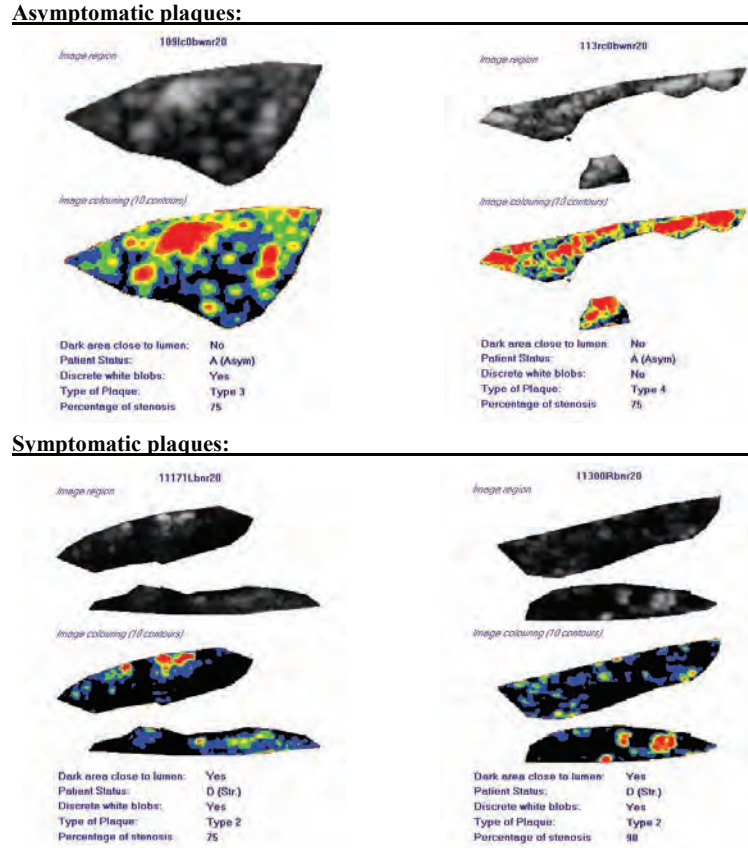 Asymptomatic plaques:
109lc0bwnr20
Image region
Image colouring (10 contours)
Dark area close to lumen: No
Patient Status: A (Asym)
Discrete white blobs: Yes
Type of Plaque: Type 3
Percentage of stenosis 75
113rc0bwnr20
Image region
Image colouring (10 contours)
Dark area close to lumen: No
Patient Status: A (Asym)
Discrete white blobs: No
Type of Plaque: Type 4
Percentage of stenosis 75
Symptomatic plaques:
11171Lbnr20
Image region
Image colouring (10 contours)
Dark area close to lumen: Yes
Patient Status: D (Str.)
Discrete white blobs: Yes
Type of Plaque: Type 2
Percentage of stenosis 75
11300Rbnr20
Image region
Image colouring (10 contours)
Dark area close to lumen: Yes
Patient Status: D (Str.)
Discrete white blobs: Yes
Type of Plaque: Type 2
Percentage of stenosis 90